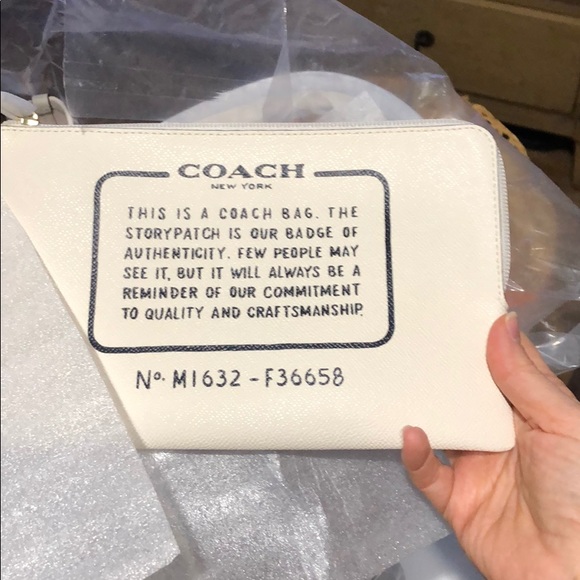 COACH
NEW YORK
THIS IS A COACH BAG. THE
STORYPATCH IS OUR BADGE OF
AUTHENTICITY. FEW PEOPLE MAY
SEE IT, BUT IT WILL ALWAYS BE A
REMINDER OF OUR COMMITMENT
TO QUALITY AND CRAFTSMANSHIP.
No. M1632 - F36658